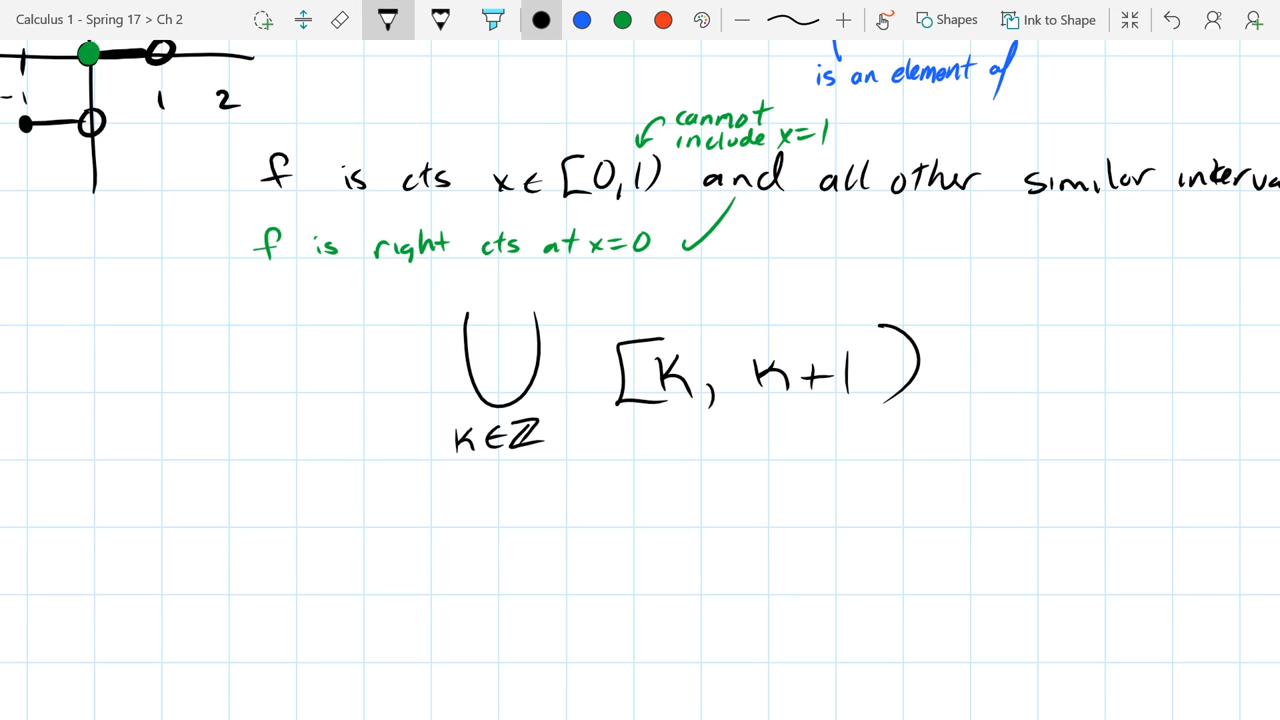 Calculus 1 - Spring 17 > Ch 2
Shapes
Ink to Shape
-1 1 2
is an element of
cannot
include x=1
f is cts x∈[0,1) and all other similar interva
f is right cts at x=0 ✓
⋃ [K, K+1)
K∈ℤ